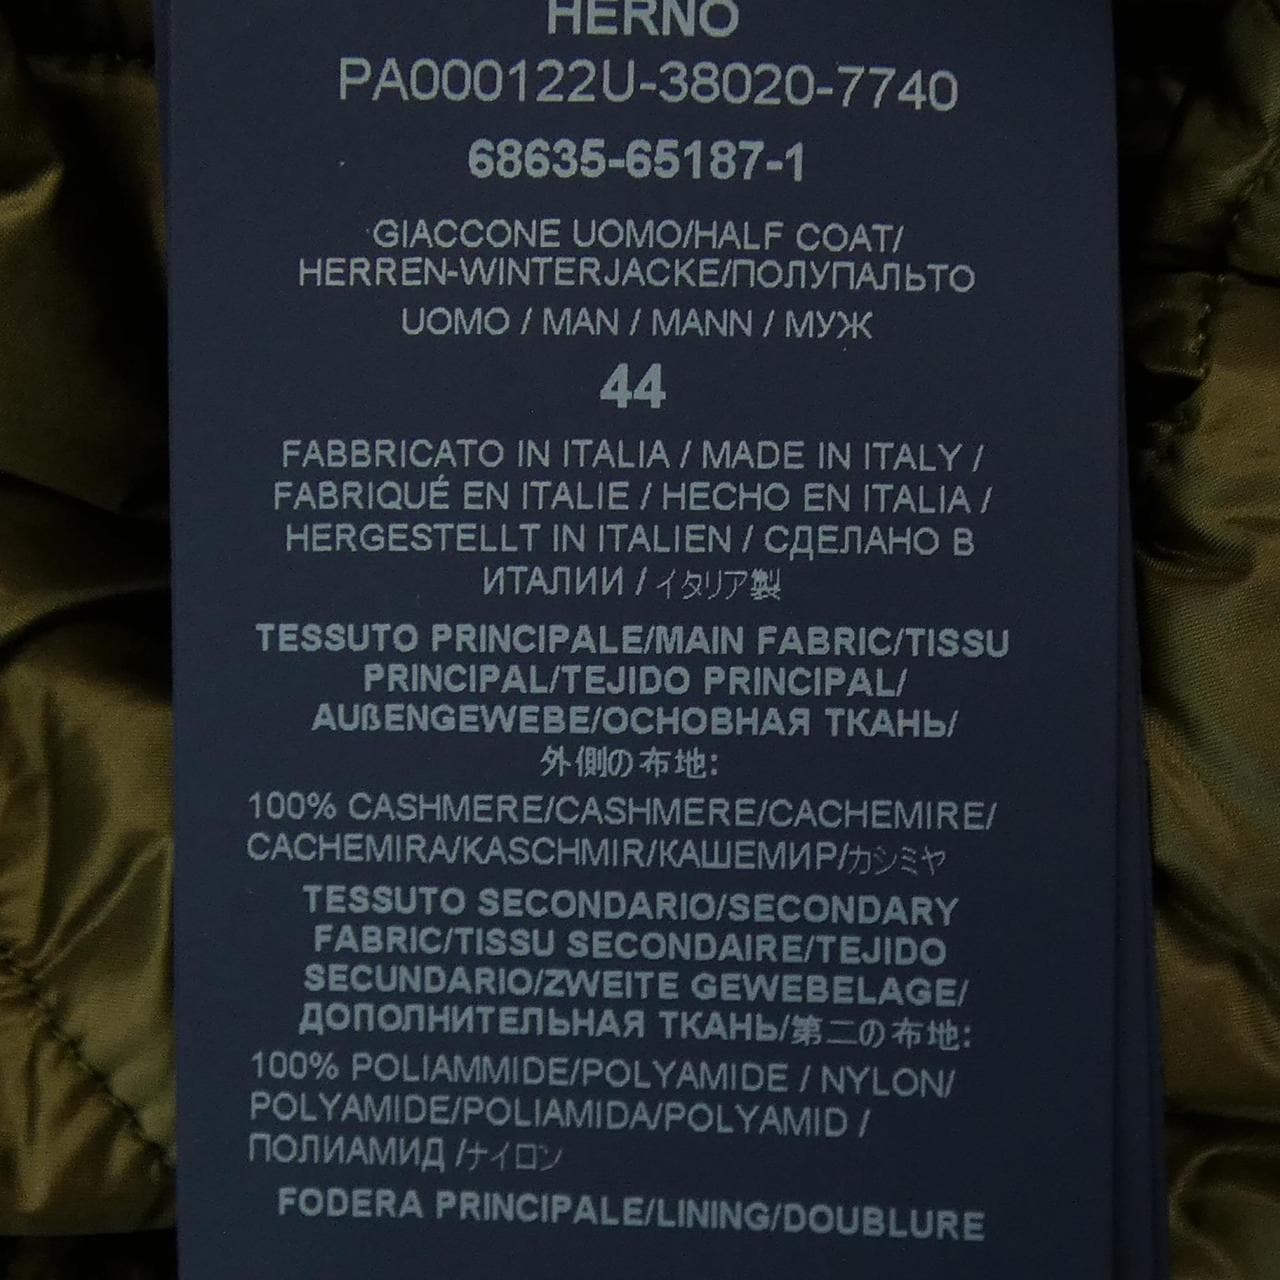 HERNO
PA000122U-38020-7740
68635-65187-1
GIACCONE UOMO/HALF COAT/
HERREN-WINTERJACKE/ПОЛУПАЛЬТО
UOMO / MAN / MANN / МУЖ
44
FABBRICATO IN ITALIA / MADE IN ITALY /
FABRIQUÉ EN ITALIE / HECHO EN ITALIA /
HERGESTELLT IN ITALIEN / СДЕЛАНО В
ИТАЛИИ / イタリア製
TESSUTO PRINCIPALE/MAIN FABRIC/TISSU
PRINCIPAL/TEJIDO PRINCIPAL/
AUßENGEWEBE/ОСНОВНАЯ ТКАНЬ/
外側の布地:
100% CASHMERE/CASHMERE/CACHEMIRE/
CACHEMIRA/KASCHMIR/КАШЕМИР/カシミヤ
TESSUTO SECONDARIO/SECONDARY
FABRIC/TISSU SECONDAIRE/TEJIDO
SECUNDARIO/ZWEITE GEWEBELAGE/
ДОПОЛНИТЕЛЬНАЯ ТКАНЬ/第二の布地:
100% POLIAMMIDE/POLYAMIDE / NYLON/
POLYAMIDE/POLIAMIDA/POLYAMID /
ПОЛИАМИД /ナイロン
FODERA PRINCIPALE/LINING/DOUBLURE